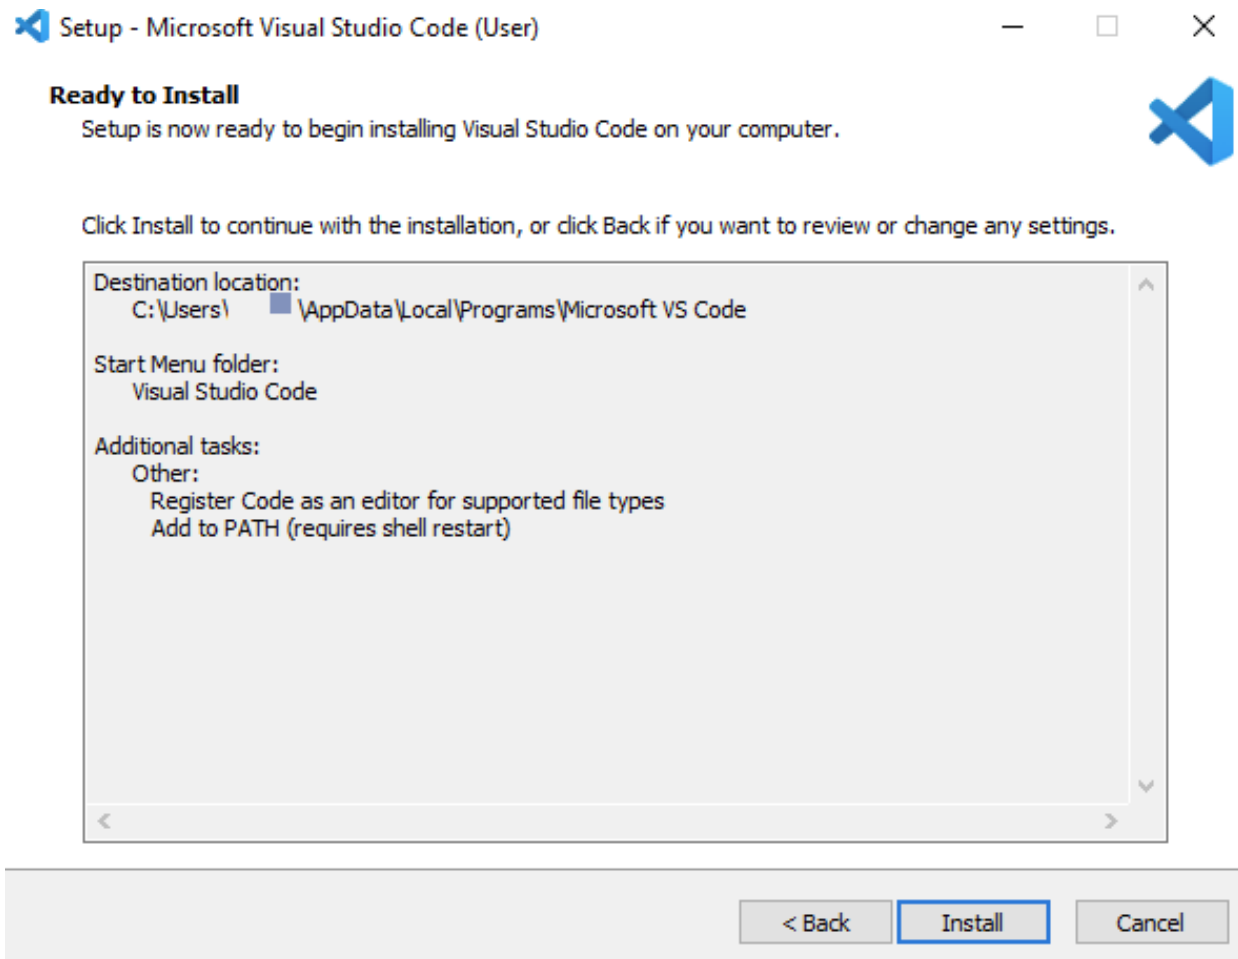 Setup - Microsoft Visual Studio Code (User)
Ready to Install
Setup is now ready to begin installing Visual Studio Code on your computer.
Click Install to continue with the installation, or click Back if you want to review or change any settings.
Destination location:
C:\Users\ \AppData\Local\Programs\Microsoft VS Code
Start Menu folder:
Visual Studio Code
Additional tasks:
Other:
Register Code as an editor for supported file types
Add to PATH (requires shell restart)
< Back Install Cancel